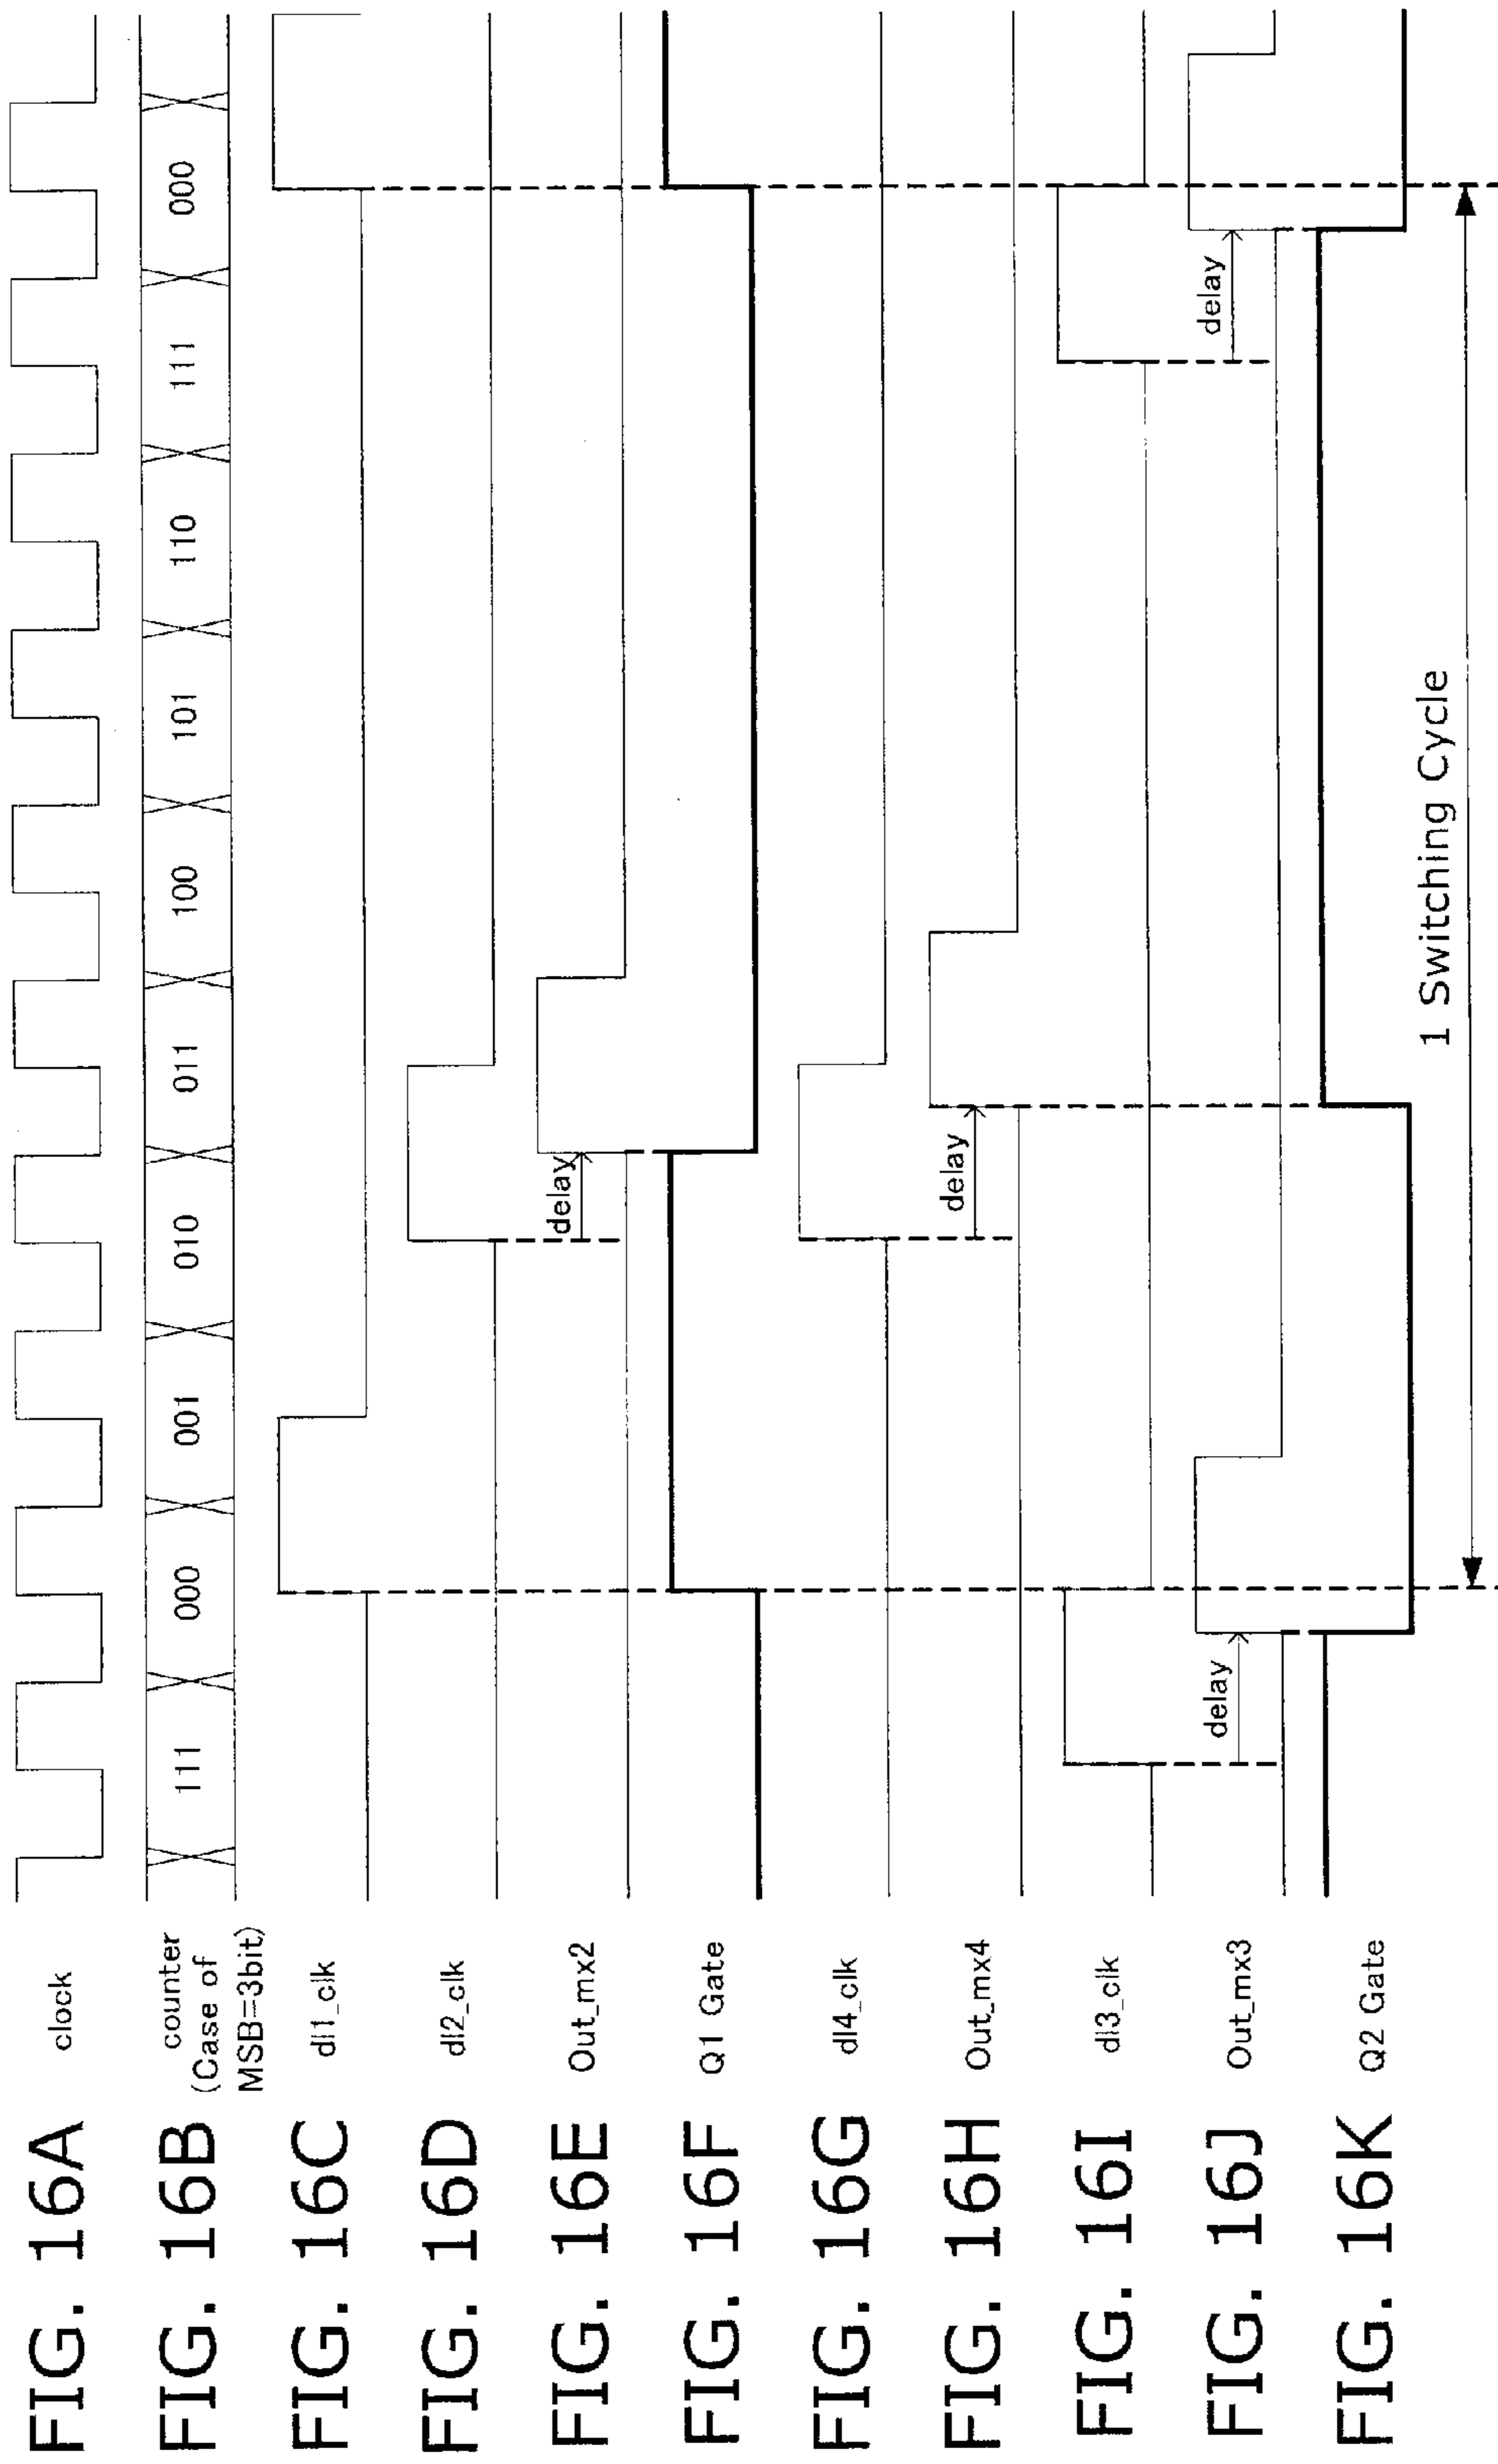 FIG. 16A clock
FIG. 16B counter
(Case of
MSB=3bit)
111 000 001 010 011 100 101 110 111 000
FIG. 16C dl1_clk
FIG. 16D dl2_clk
FIG. 16E Out_mx2
delay
FIG. 16F Q1 Gate
FIG. 16G dl4_clk
FIG. 16H Out_mx4
delay
FIG. 16I dl3_clk
FIG. 16J Out_mx3
delay delay
FIG. 16K Q2 Gate
1 Switching Cycle